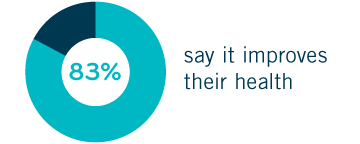 83%
say it improves
their health